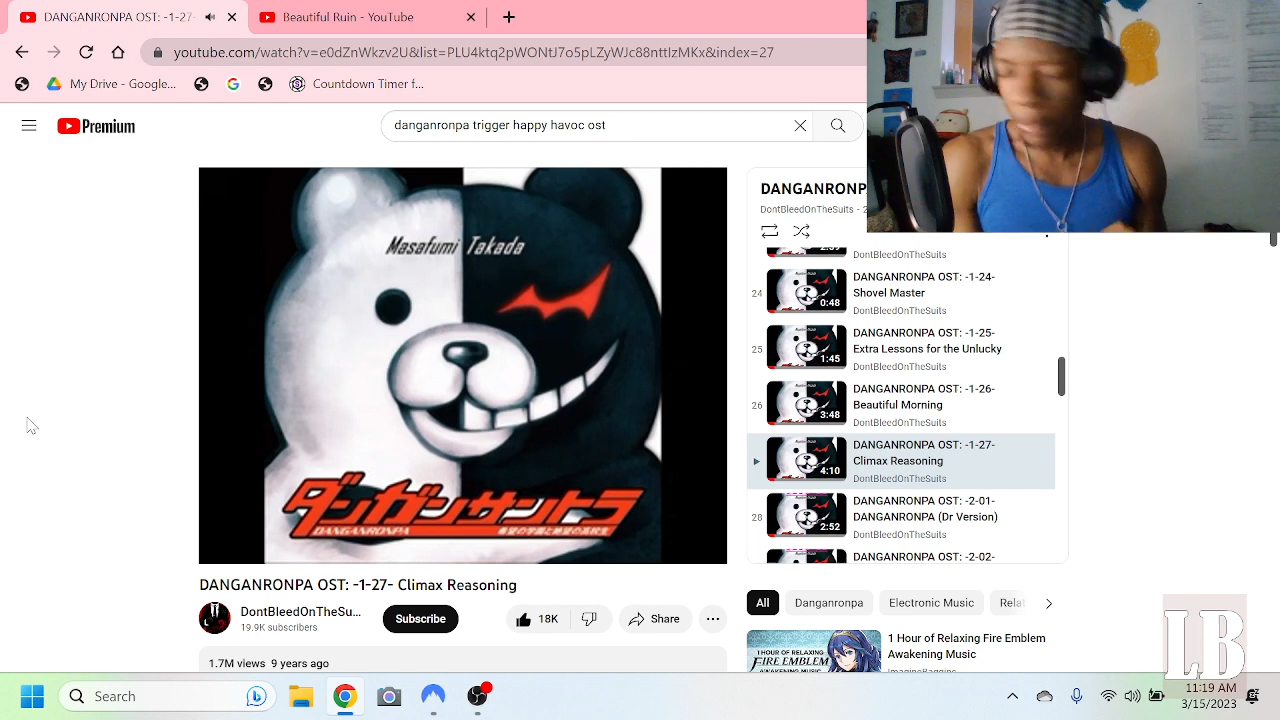 DANGANRONPA OST: -1-27-
Beautiful Ruin - YouTube
youtube.com/watch?v=OdZnWkzv2U&list=PLU4ktq2pWONt7o5pLZyWJc88nttIzMKx&index=27
My Drive - Google...
Countdown Timer f...
Premium
danganronpa trigger happy havoc ost
Masafumi Takada
ダンガンサントラ
DANGANRONPA
DANGANRONPA OST: -1-27- Climax Reasoning
DontBleedOnTheSu...
19.9K subscribers
Subscribe
18K
Share
1.7M views 9 years ago
DANGANRONP
DontBleedOnTheSuits - 2
DontBleedOnTheSuits
24
0:48
DANGANRONPA OST: -1-24-
Shovel Master
DontBleedOnTheSuits
25
1:45
DANGANRONPA OST: -1-25-
Extra Lessons for the Unlucky
DontBleedOnTheSuits
26
3:48
DANGANRONPA OST: -1-26-
Beautiful Morning
DontBleedOnTheSuits
4:10
DANGANRONPA OST: -1-27-
Climax Reasoning
DontBleedOnTheSuits
28
2:52
DANGANRONPA OST: -2-01-
DANGANRONPA (Dr Version)
DontBleedOnTheSuits
DANGANRONPA OST: -2-02-
All
Danganronpa
Electronic Music
Relat
1 HOUR OF RELAXING
FIRE EMBLEM
AWAKENING MUSIC
1 Hour of Relaxing Fire Emblem
Awakening Music
LB
Search
11:19 AM
3/15/2023